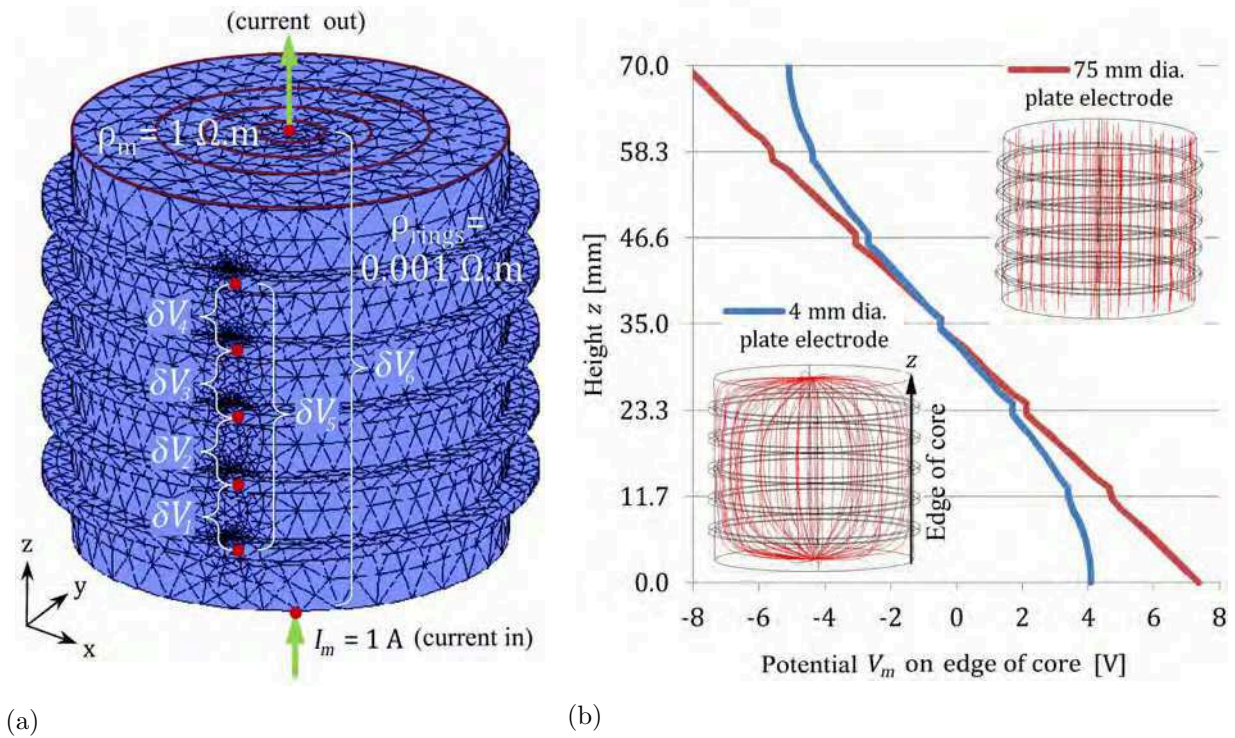 (current out)
ρm = 1 Ω.m
ρrings =
0.001 Ω.m
δV4
δV3
δV2
δV1
δV5
δV6
z
y
x
Im = 1 A (current in)
(a)
(b)
70.0
58.3
46.6
35.0
23.3
11.7
0.0
Height z [mm]
75 mm dia.
plate electrode
4 mm dia.
plate electrode
z
Edge of core
-8 -6 -4 -2 0 2 4 6 8
Potential Vm on edge of core [V]
(b)